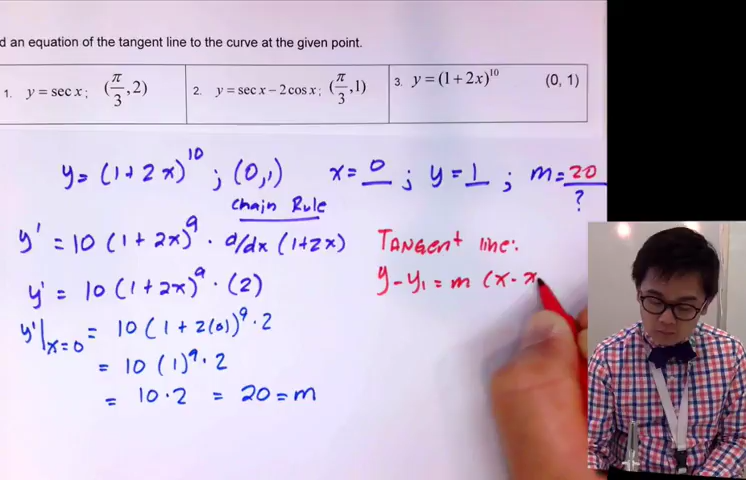 d an equation of the tangent line to the curve at the given point.
1. y = sec x; (π/3, 2)
2. y = sec x − 2 cos x; (π/3, 1)
3. y = (1 + 2x)^10 (0, 1)
y = (1 + 2x)^10 ; (0,1) x = 0 ; y = 1 ; m = 20
?
Chain Rule
y' = 10 (1 + 2x)^9 · d/dx (1+2x)
y' = 10 (1 + 2x)^9 · (2)
y'|x=0 = 10 (1 + 2(0))^9 · 2
= 10 (1)^9 · 2
= 10 · 2 = 20 = m
TANgent line:
y - y₁ = m (x - x